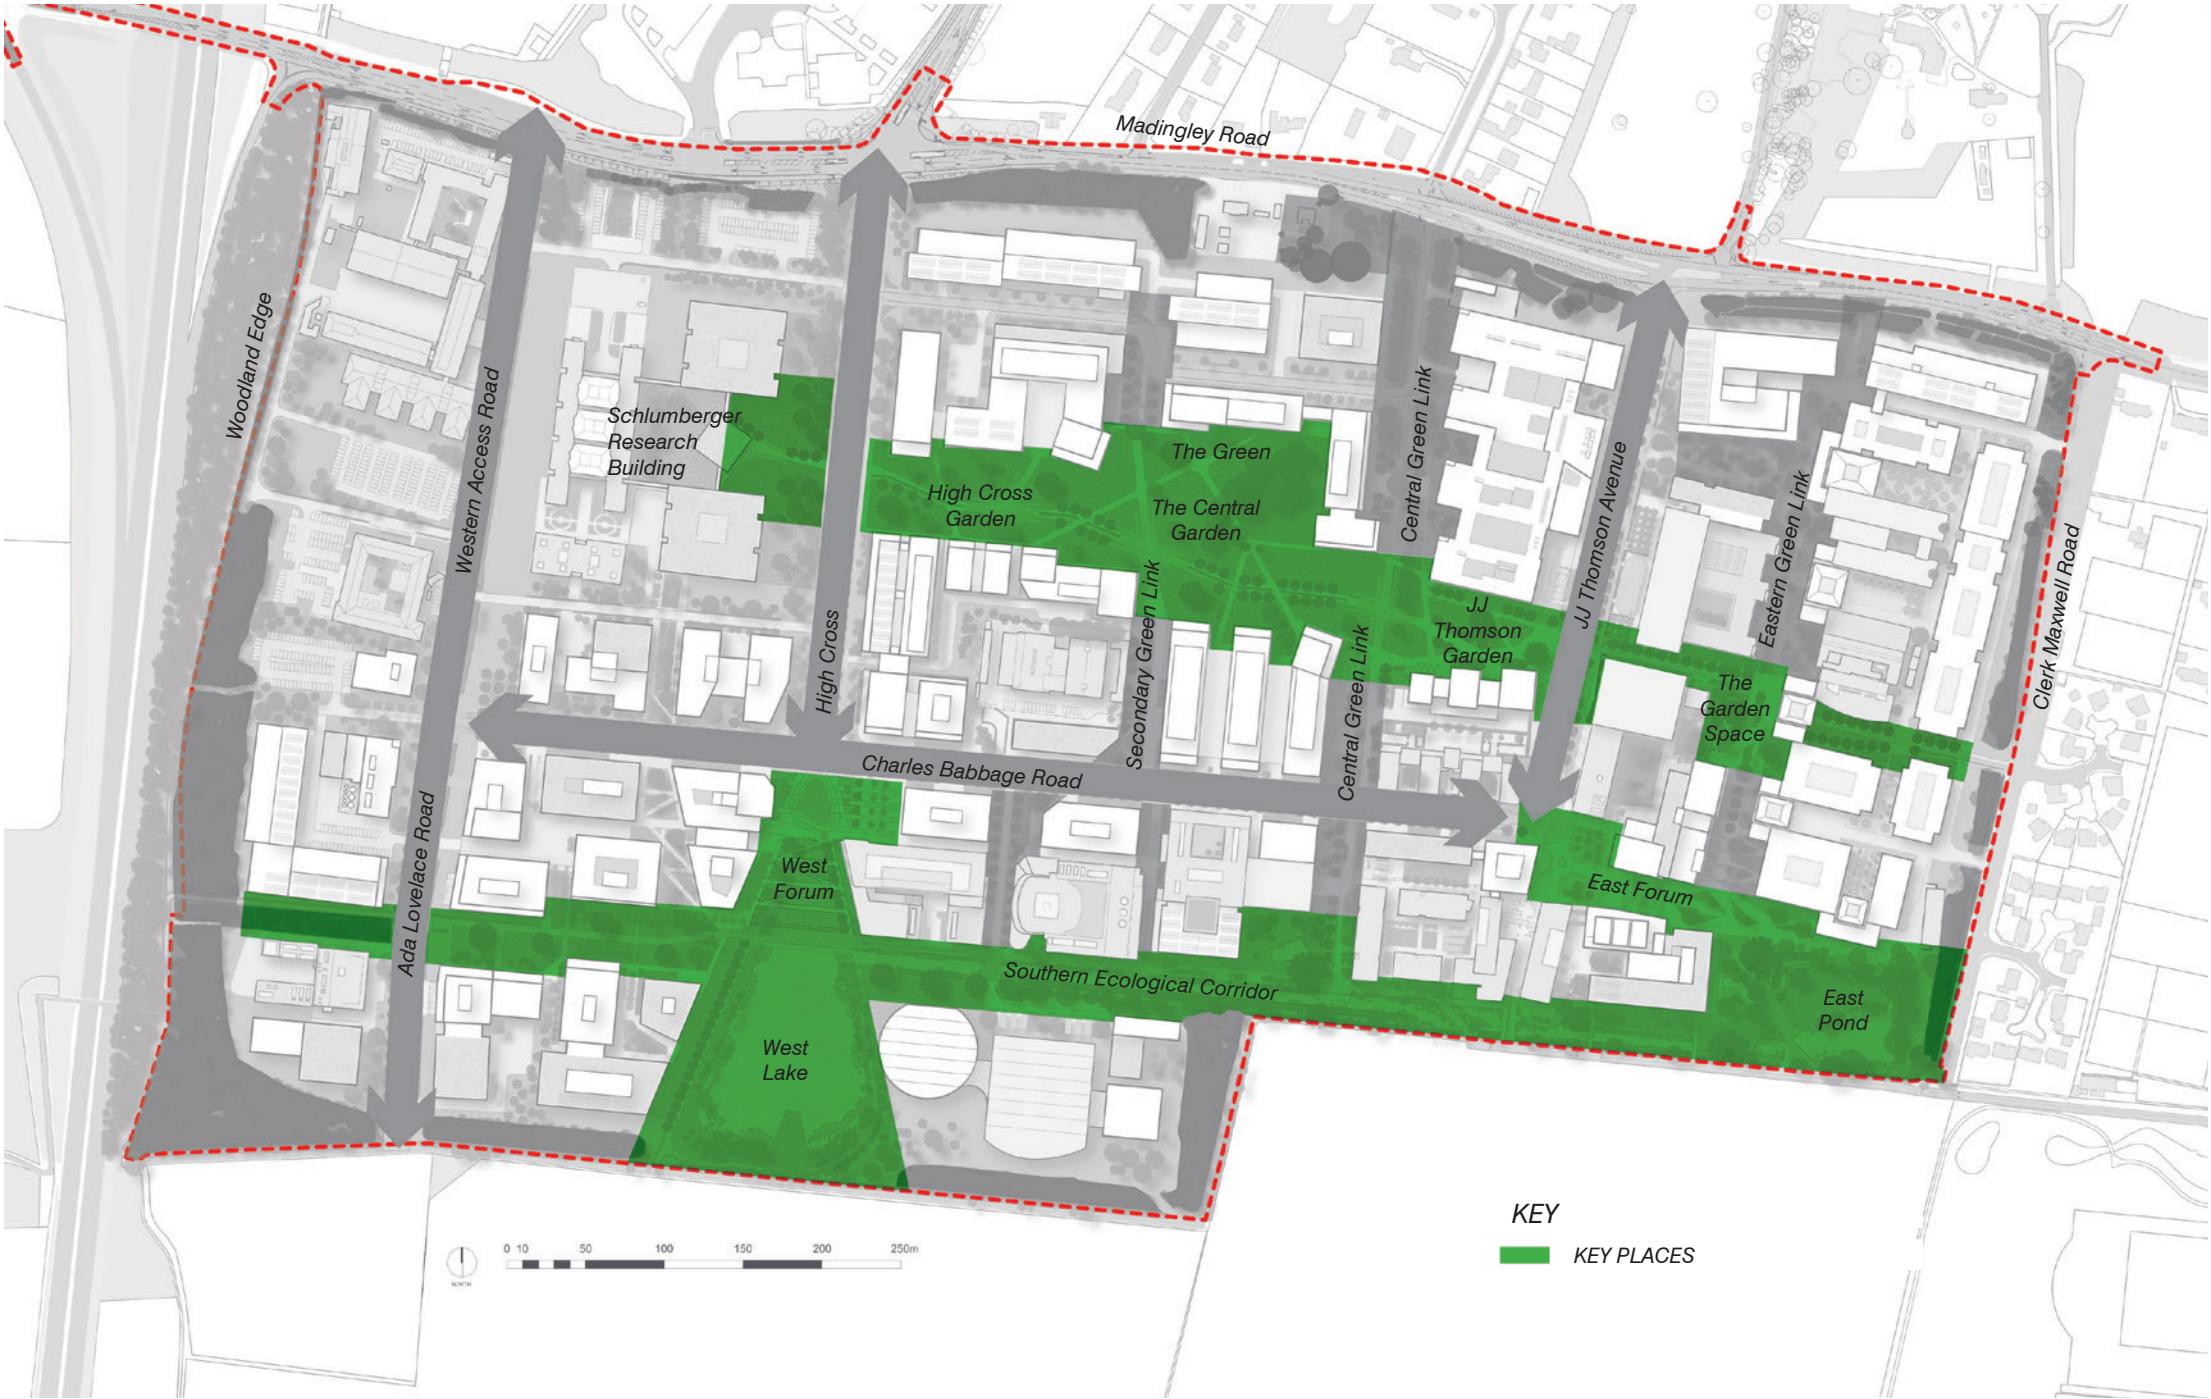 Madingley Road
Woodland Edge
Western Access Road
Schlumberger
Research
Building
High Cross
High Cross
Garden
The Green
The Central
Garden
Central Green Link
JJ Thomson Avenue
Eastern Green Link
Clerk Maxwell Road
Secondary Green Link
Central Green Link
JJ
Thomson
Garden
The
Garden
Space
Charles Babbage Road
Ada Lovelace Road
West
Forum
East Forum
Southern Ecological Corridor
East
Pond
West
Lake
KEY
KEY PLACES
0 10 50 100 150 200 250m
NORTH